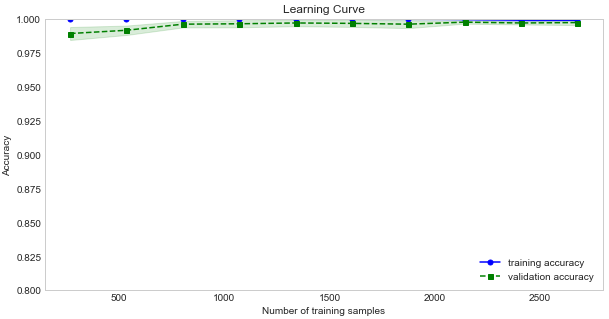 Learning Curve
1.000
0.975
0.950
0.925
0.900
0.875
0.850
0.825
0.800
Accuracy
training accuracy
validation accuracy
500 1000 1500 2000 2500
Number of training samples